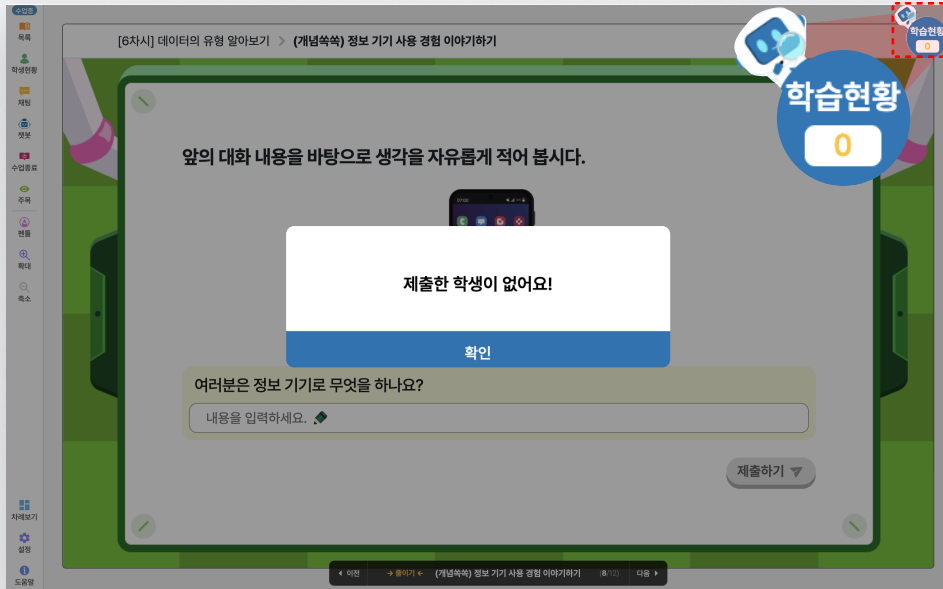 수업중
목록
학생현황
채팅
챗봇
수업종료
주목
펜툴
확대
축소
차례보기
설정
도움말
[6차시] 데이터의 유형 알아보기 > (개념쏙쏙) 정보 기기 사용 경험 이야기하기
학습현황
0
학습현황
0
앞의 대화 내용을 바탕으로 생각을 자유롭게 적어 봅시다.
제출한 학생이 없어요!
확인
여러분은 정보 기기로 무엇을 하나요?
내용을 입력하세요.
제출하기
이전
→ 들이기 ←
(개념쏙쏙) 정보 기기 사용 경험 이야기하기
(8/12)
다음